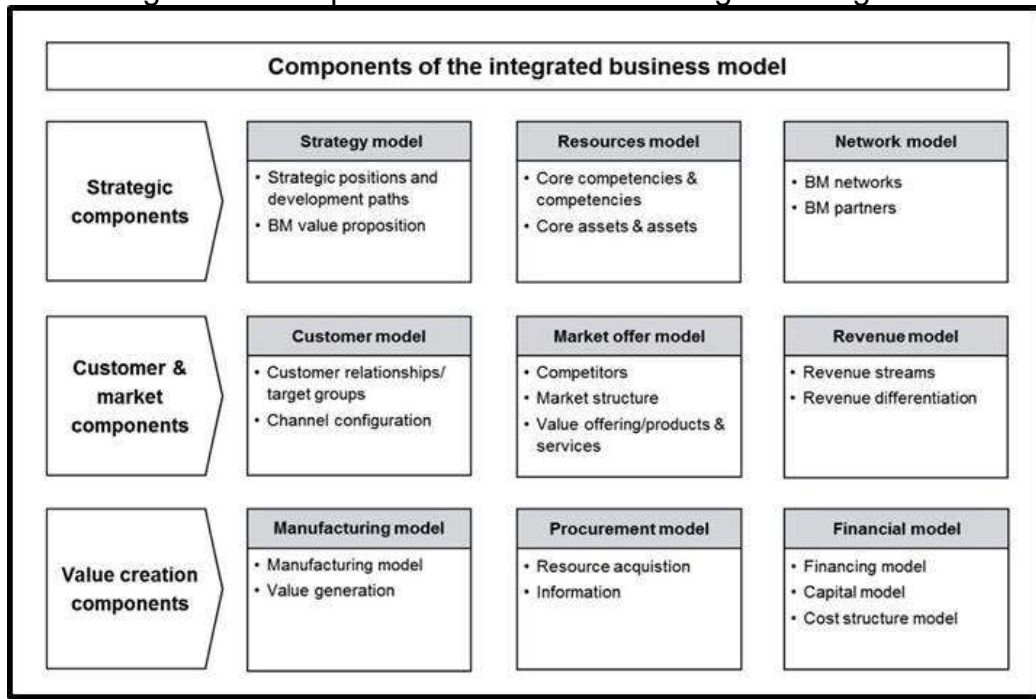 Components of the integrated business model
Strategic
components
Strategy model
• Strategic positions and
development paths
• BM value proposition
Resources model
• Core competencies &
competencies
• Core assets & assets
Network model
• BM networks
• BM partners
Customer &
market
components
Customer model
• Customer relationships/
target groups
• Channel configuration
Market offer model
• Competitors
• Market structure
• Value offering/products &
services
Revenue model
• Revenue streams
• Revenue differentiation
Value creation
components
Manufacturing model
• Manufacturing model
• Value generation
Procurement model
• Resource acquistion
• Information
Financial model
• Financing model
• Capital model
• Cost structure model